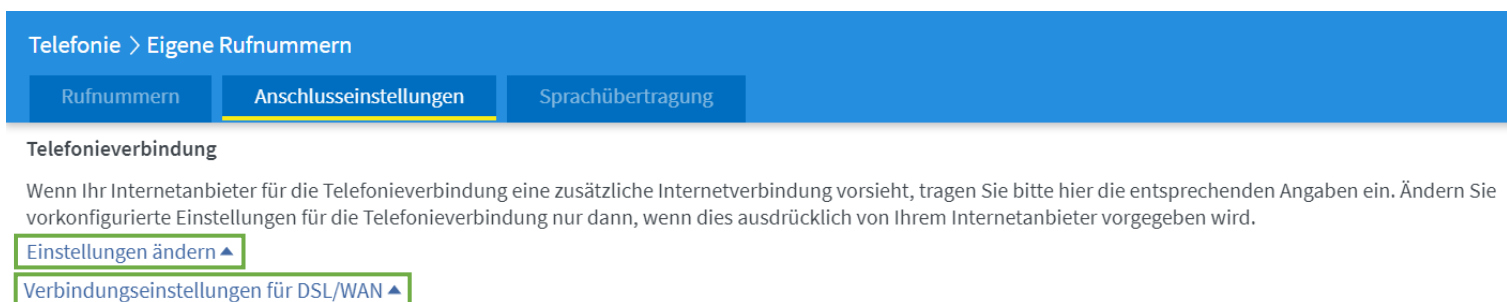 Telefonie > Eigene Rufnummern
Rufnummern Anschlusseinstellungen Sprachübertragung
Telefonieverbindung
Wenn Ihr Internetanbieter für die Telefonieverbindung eine zusätzliche Internetverbindung vorsieht, tragen Sie bitte hier die entsprechenden Angaben ein. Ändern Sie
vorkonfigurierte Einstellungen für die Telefonieverbindung nur dann, wenn dies ausdrücklich von Ihrem Internetanbieter vorgegeben wird.
Einstellungen ändern
Verbindungseinstellungen für DSL/WAN